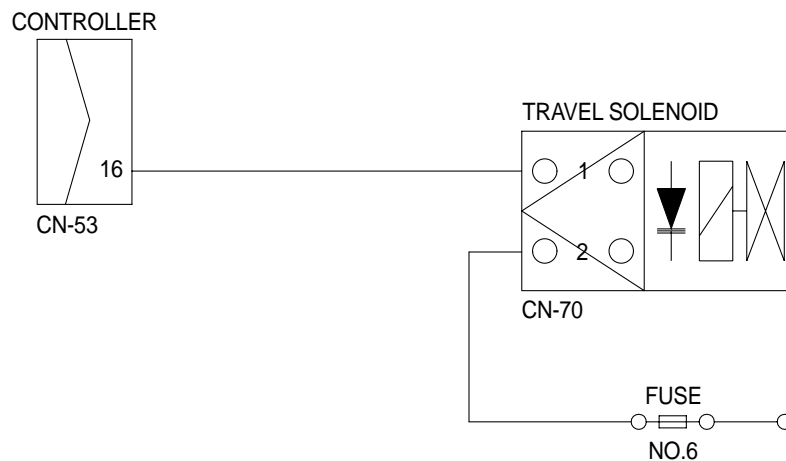 CONTROLLER
TRAVEL SOLENOID
16
1
CN-53
2
CN-70
FUSE
NO.6